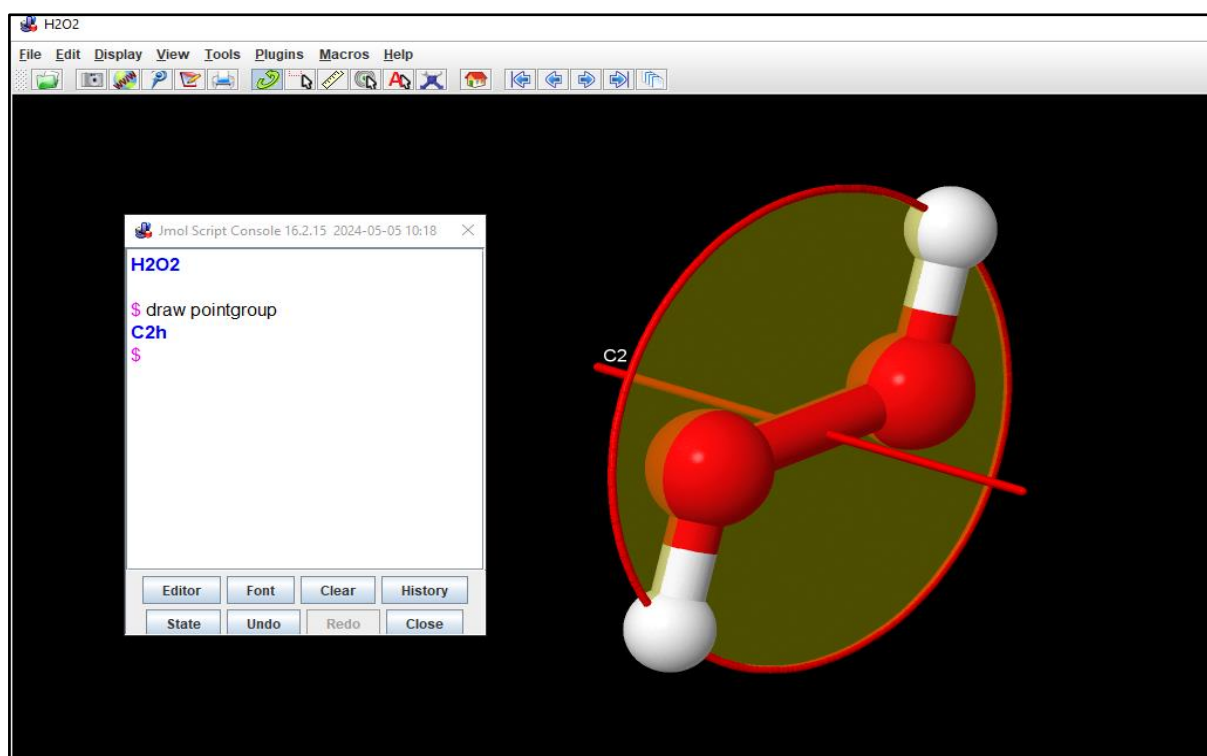 H2O2
File Edit Display View Tools Plugins Macros Help
Jmol Script Console 16.2.15 2024-05-05 10:18
H2O2
$ draw pointgroup
C2h
$
Editor Font Clear History
State Undo Redo Close
C2